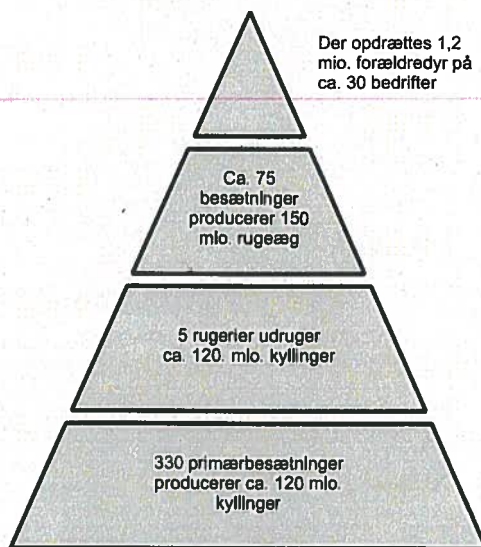 Der opdrættes 1,2
mio. forældredyr på
ca. 30 bedrifter
Ca. 75
besætninger
producerer 150
mio. rugeæg
5 rugerier udruger
ca. 120. mio. kyllinger
330 primærbesætninger
producerer ca. 120 mio.
kyllinger